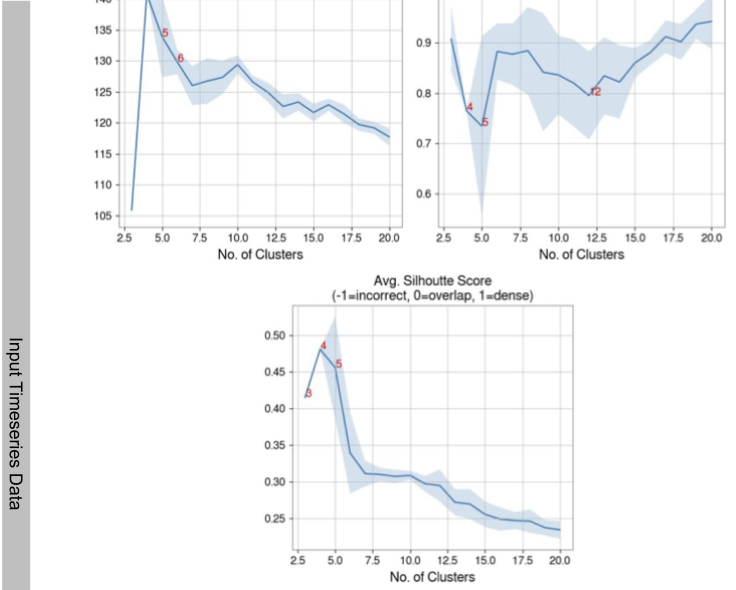 140
135
130
125
120
115
110
105
5
6
2.5 5.0 7.5 10.0 12.5 15.0 17.5 20.0
No. of Clusters
0.9
0.8
0.7
0.6
4
5
12
2.5 5.0 7.5 10.0 12.5 15.0 17.5 20.0
No. of Clusters
Input Timeseries Data
Avg. Silhoutte Score
(-1=incorrect, 0=overlap, 1=dense)
0.50
0.45
0.40
0.35
0.30
0.25
3
4
5
2.5 5.0 7.5 10.0 12.5 15.0 17.5 20.0
No. of Clusters